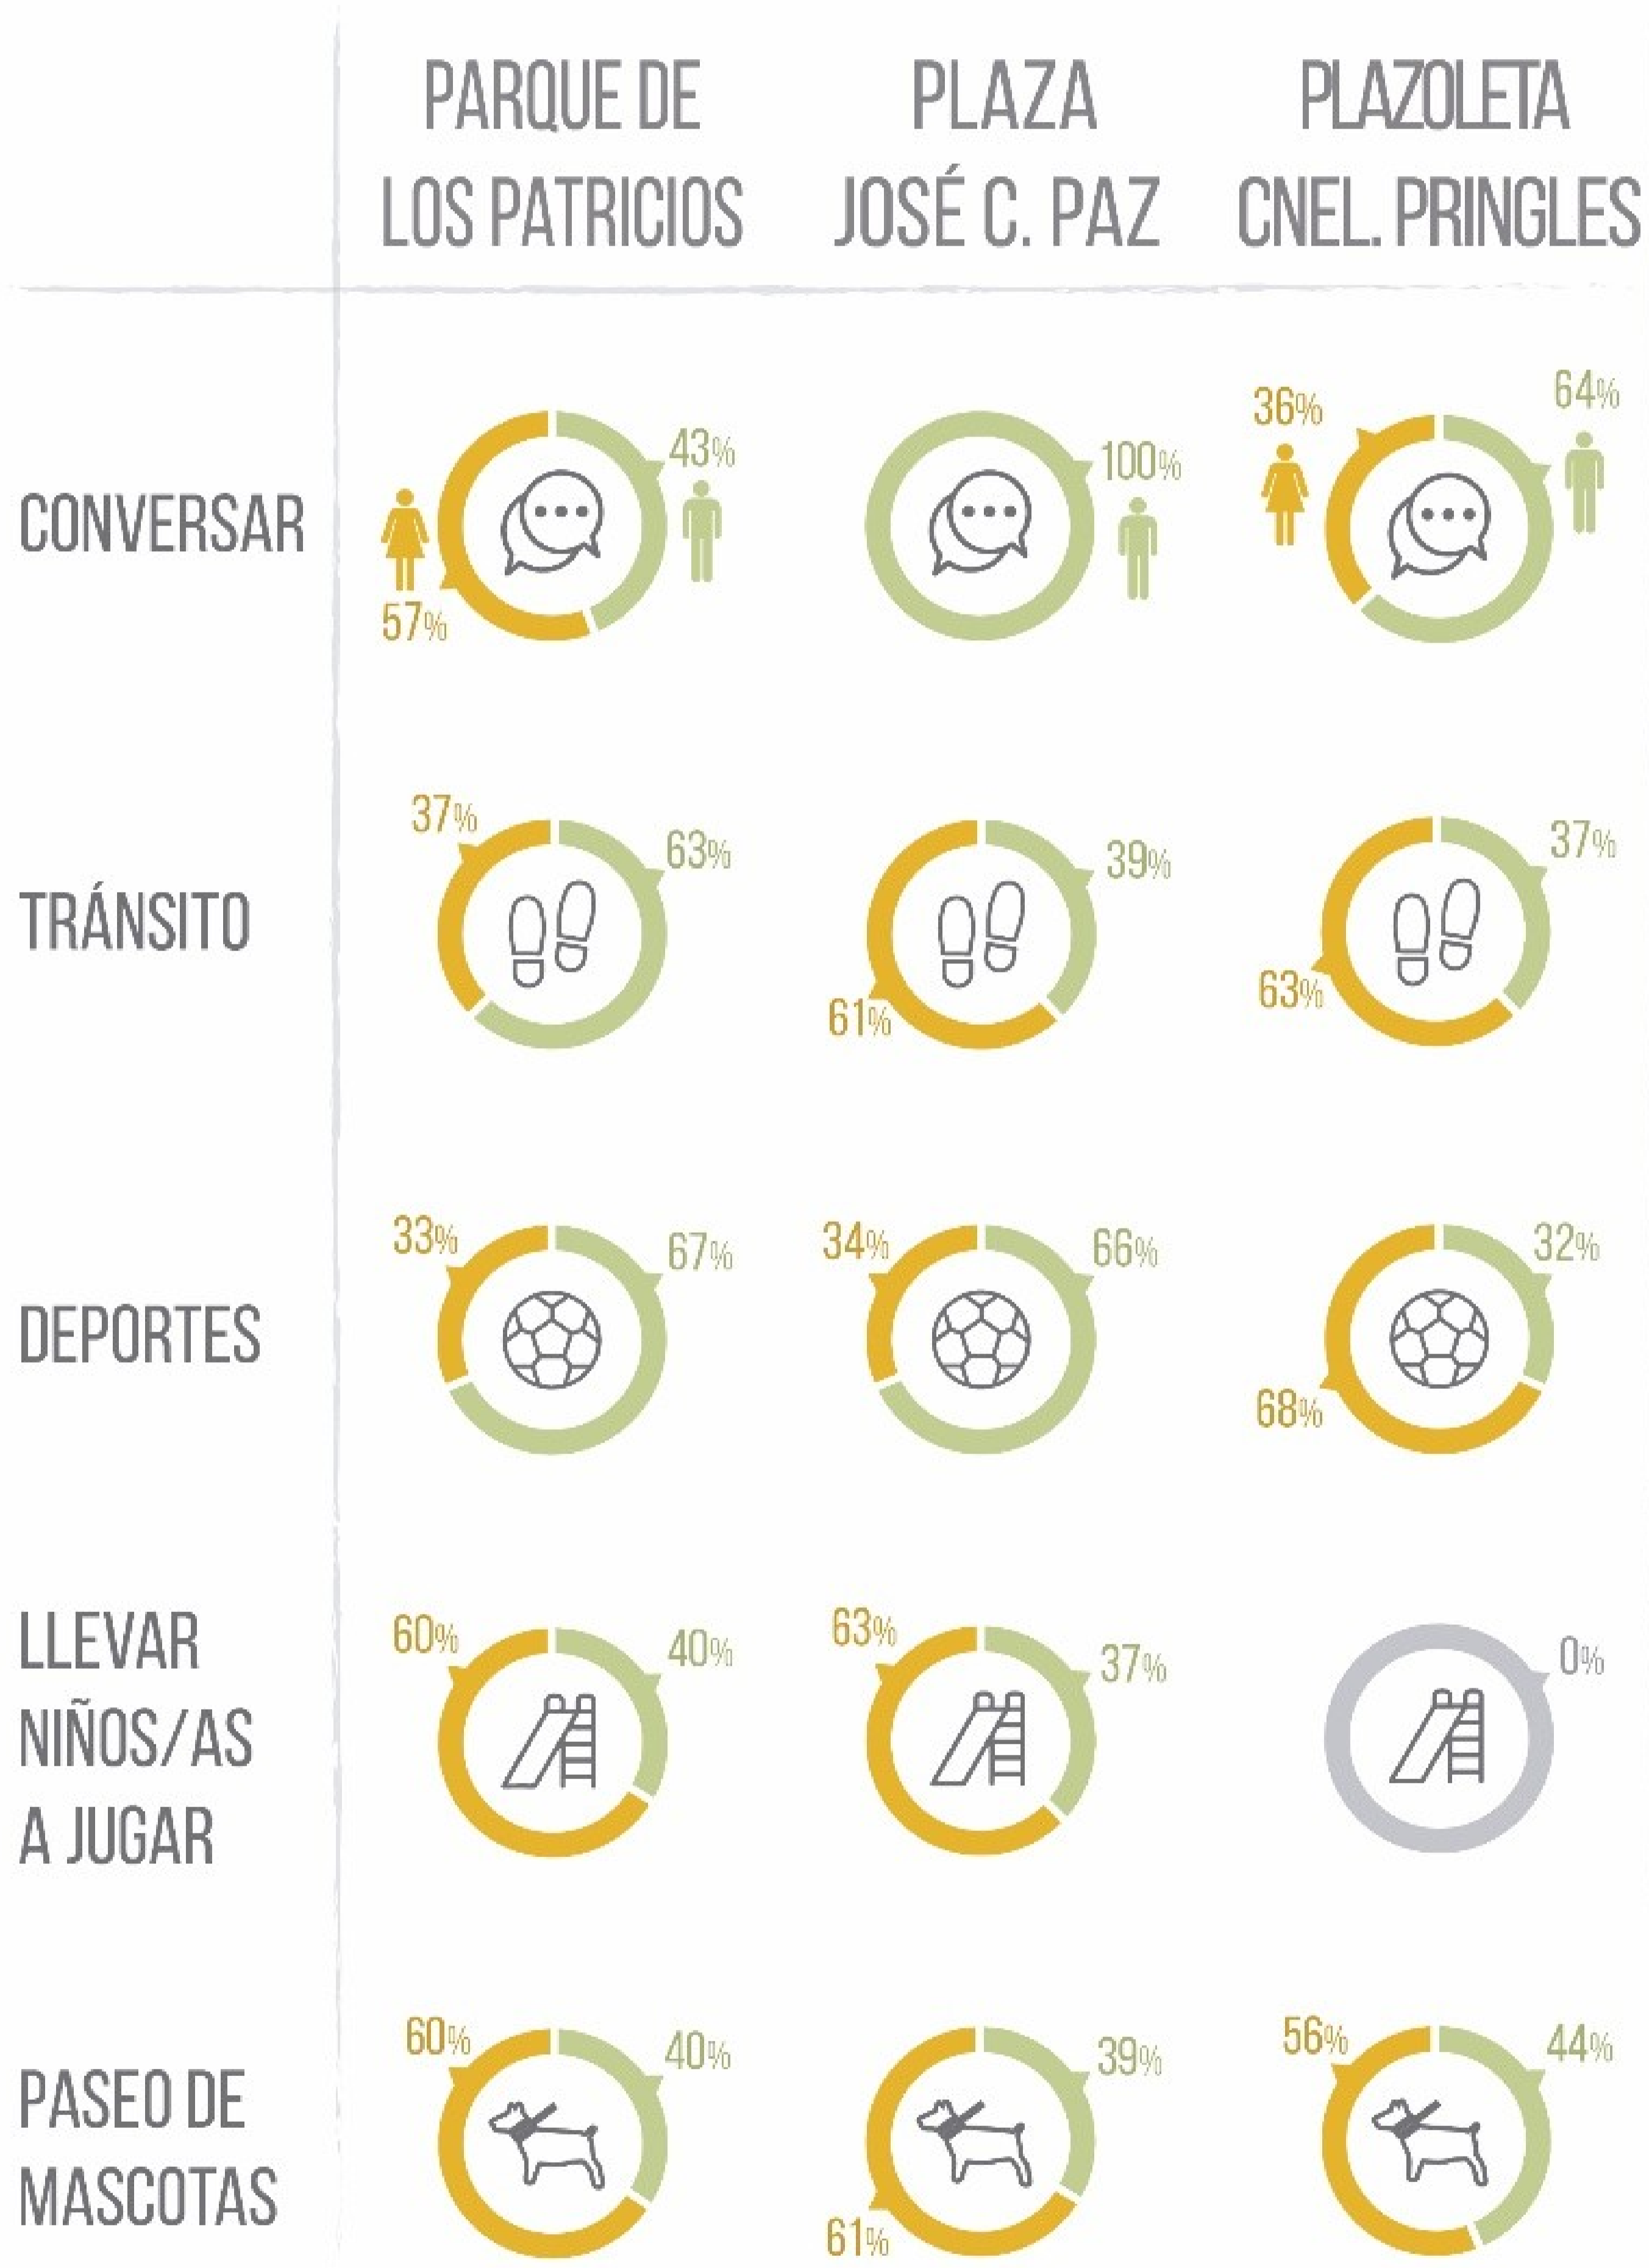 PARQUE DE
LOS PATRICIOS
PLAZA
JOSÉ C. PAZ
PLAZOLETA
CNEL. PRINGLES
CONVERSAR
43%
57%
100%
36%
64%
TRÁNSITO
37%
63%
39%
61%
37%
63%
DEPORTES
33%
67%
34%
66%
32%
68%
LLEVAR
NIÑOS/AS
A JUGAR
60%
40%
63%
37%
0%
PASEO DE
MASCOTAS
60%
40%
39%
61%
56%
44%